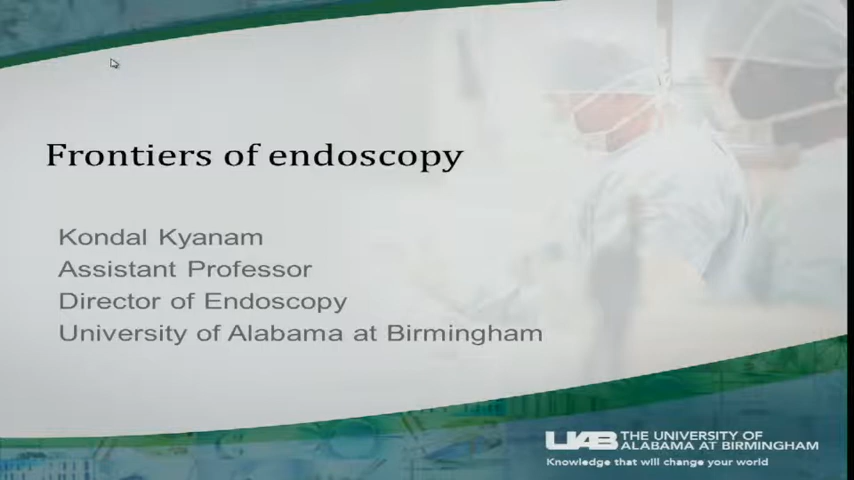 Frontiers of endoscopy
Kondal Kyanam
Assistant Professor
Director of Endoscopy
University of Alabama at Birmingham
UAB THE UNIVERSITY OF
ALABAMA AT BIRMINGHAM
Knowledge that will change your world